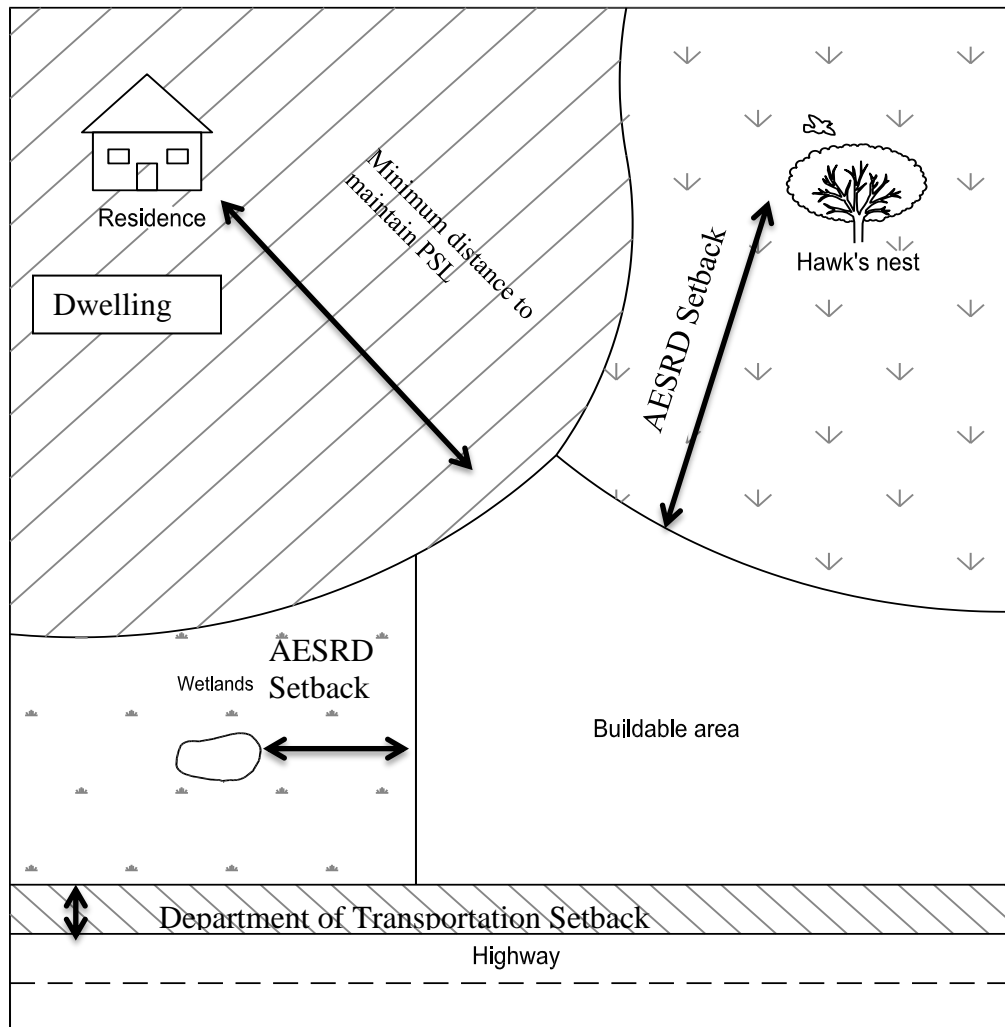 Residence
Dwelling
Minimum distance to
maintain PSL
AESRD Setback
Hawk's nest
Wetlands
AESRD
Setback
Buildable area
Department of Transportation Setback
Highway